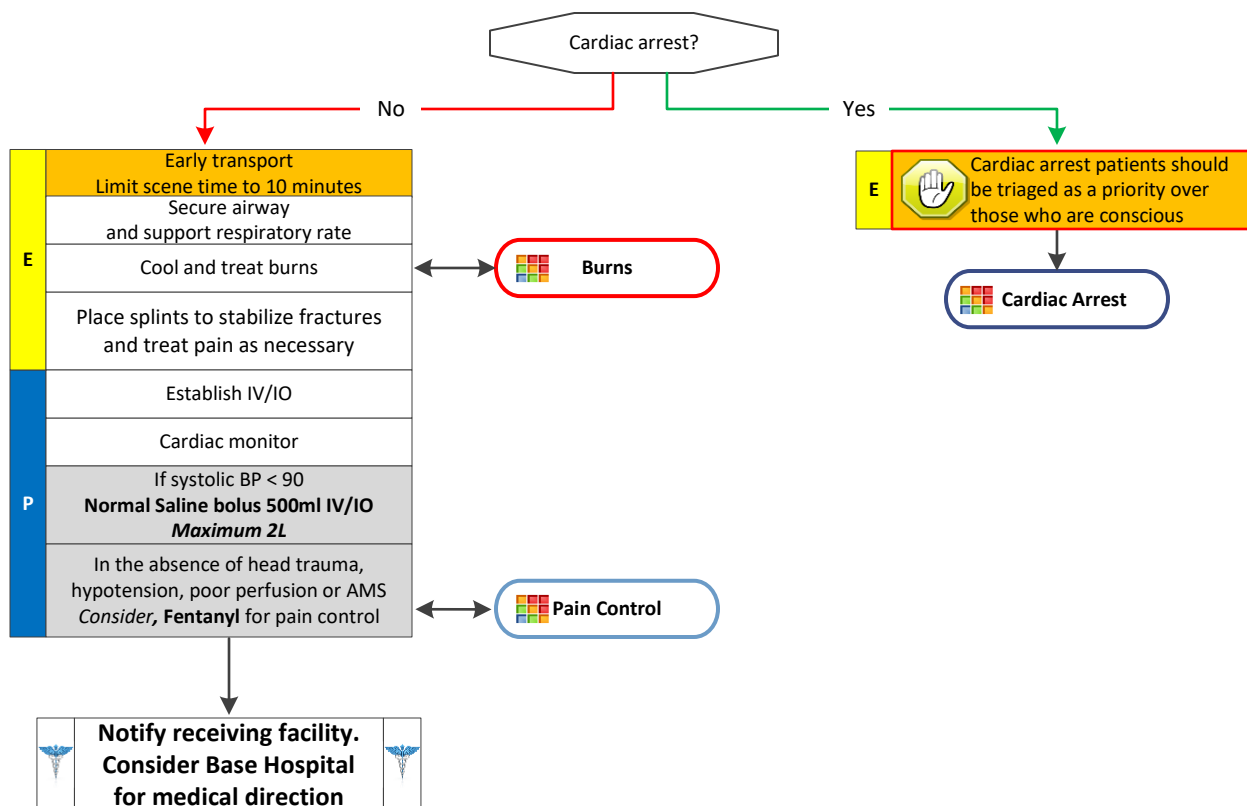 Cardiac arrest?
No
Yes
E
Early transport
Limit scene time to 10 minutes
Secure airway
and support respiratory rate
Cool and treat burns
Place splints to stabilize fractures
and treat pain as necessary
Burns
E
Cardiac arrest patients should
be triaged as a priority over
those who are conscious
Cardiac Arrest
P
Establish IV/IO
Cardiac monitor
If systolic BP < 90
Normal Saline bolus 500ml IV/IO
Maximum 2L
In the absence of head trauma,
hypotension, poor perfusion or AMS
Consider, Fentanyl for pain control
Pain Control
Notify receiving facility.
Consider Base Hospital
for medical direction